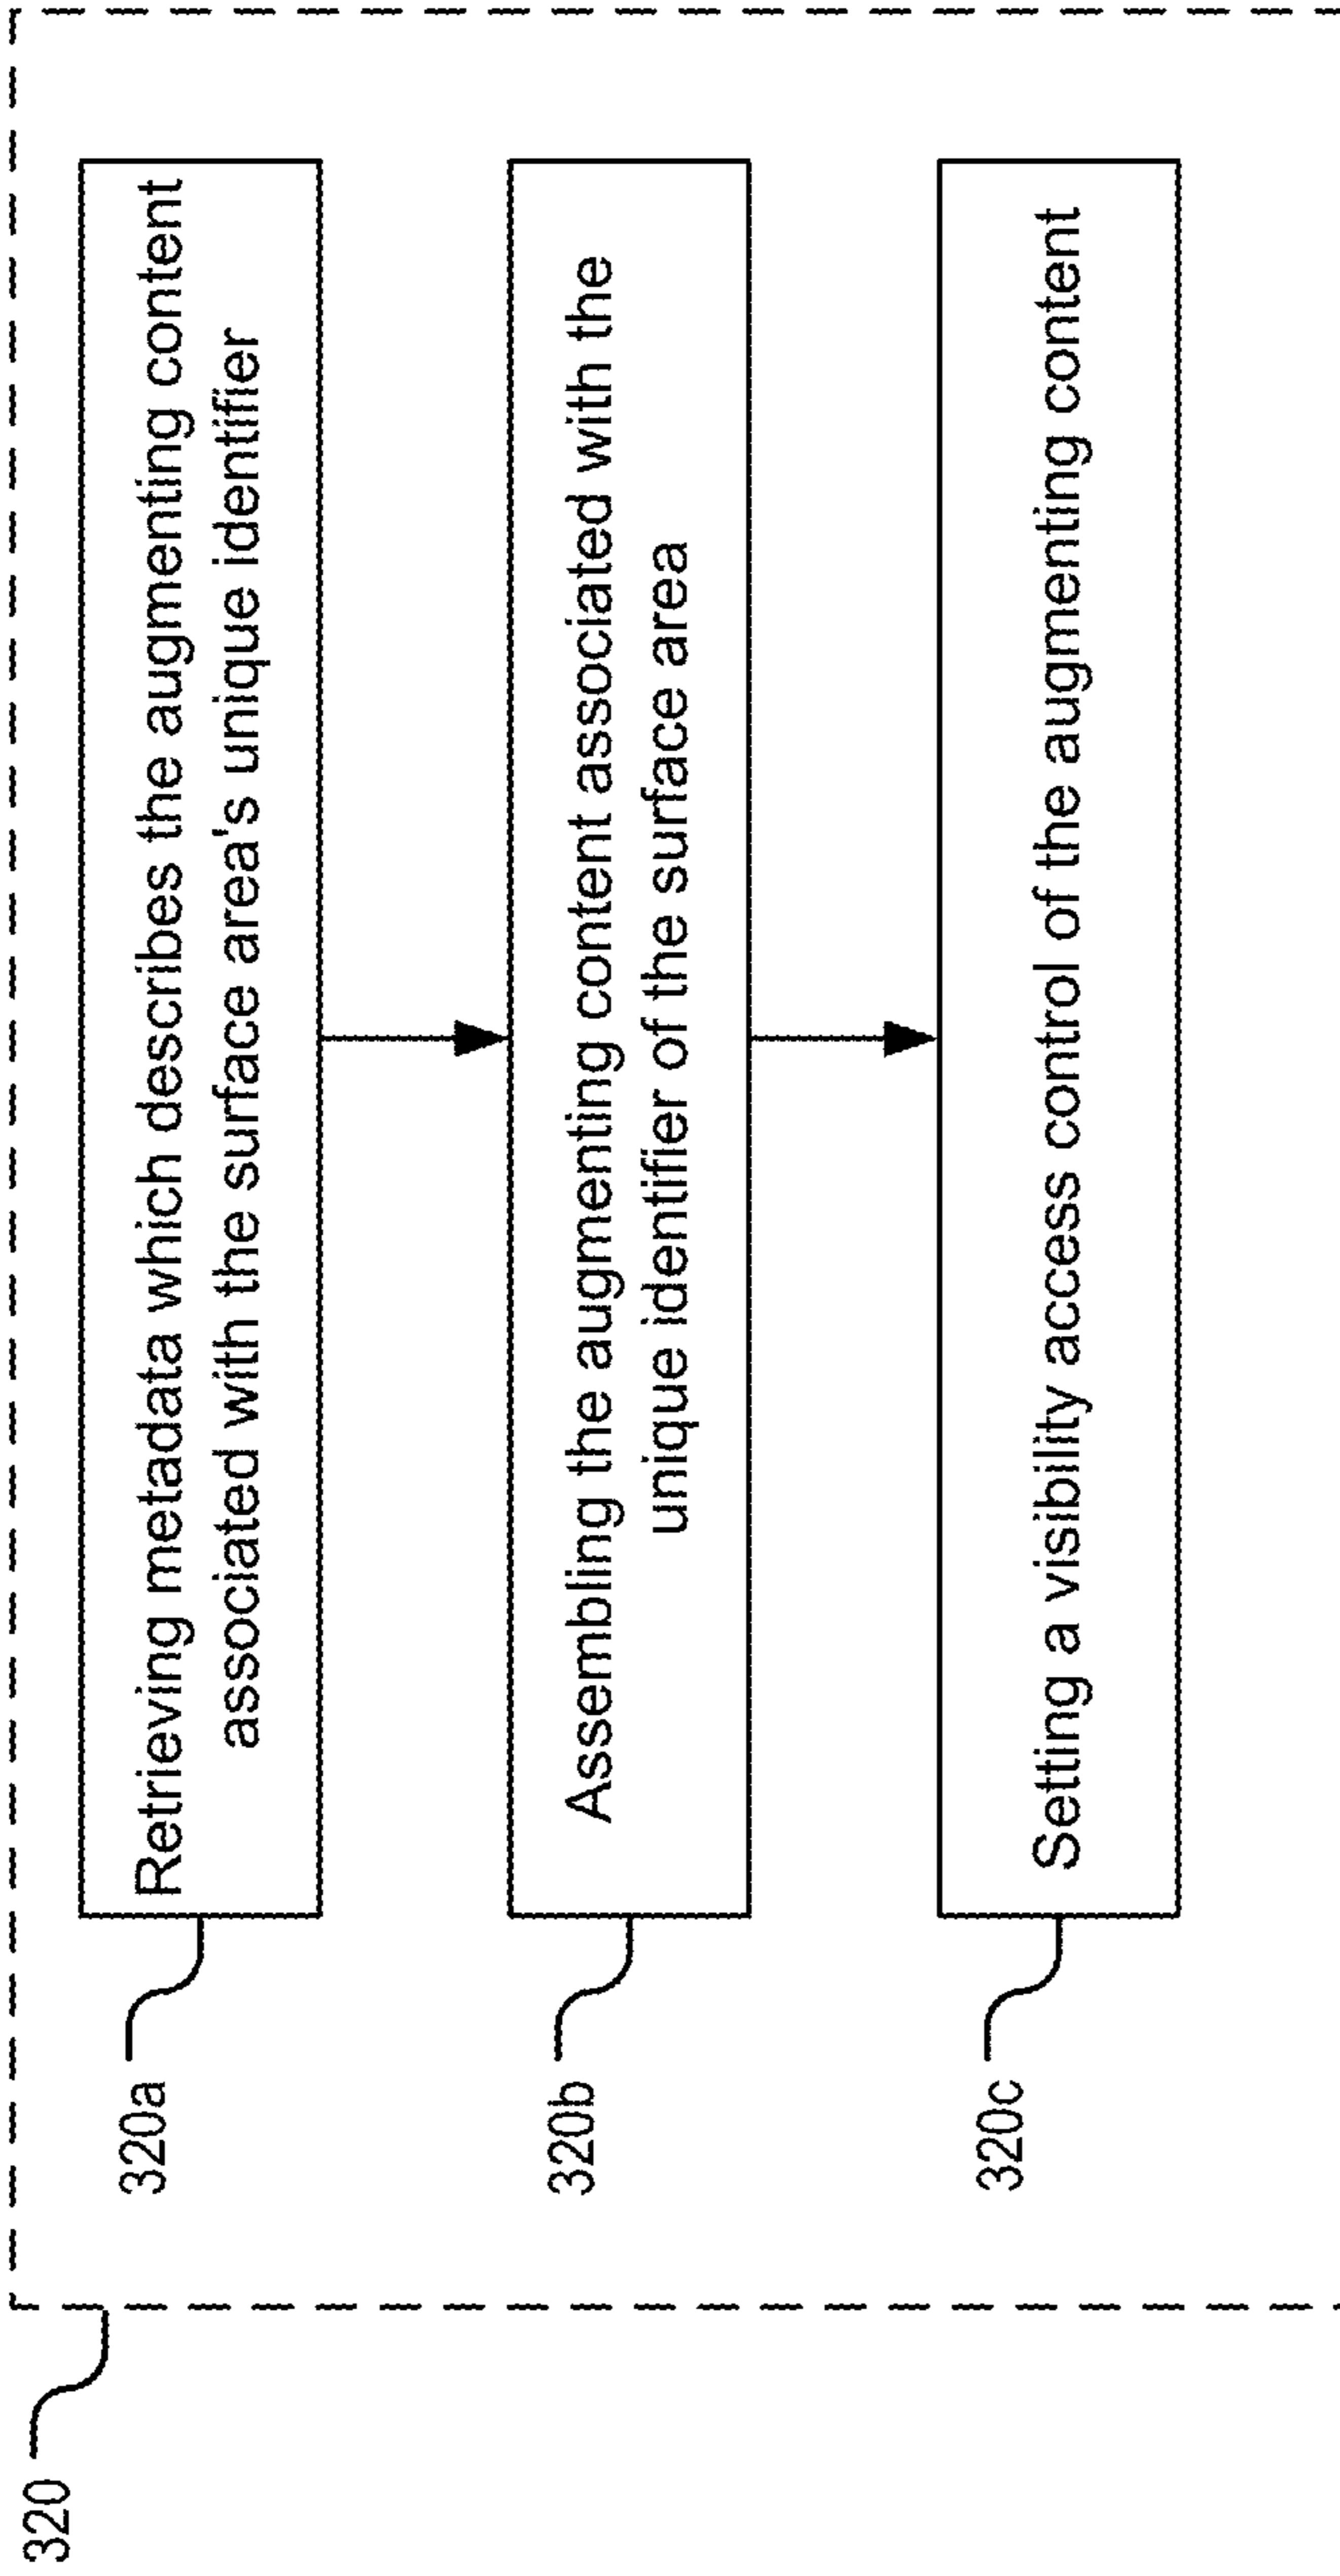 320
320a
Retrieving metadata which describes the augmenting content
associated with the surface area's unique identifier
320b
Assembling the augmenting content associated with the
unique identifier of the surface area
320c
Setting a visibility access control of the augmenting content